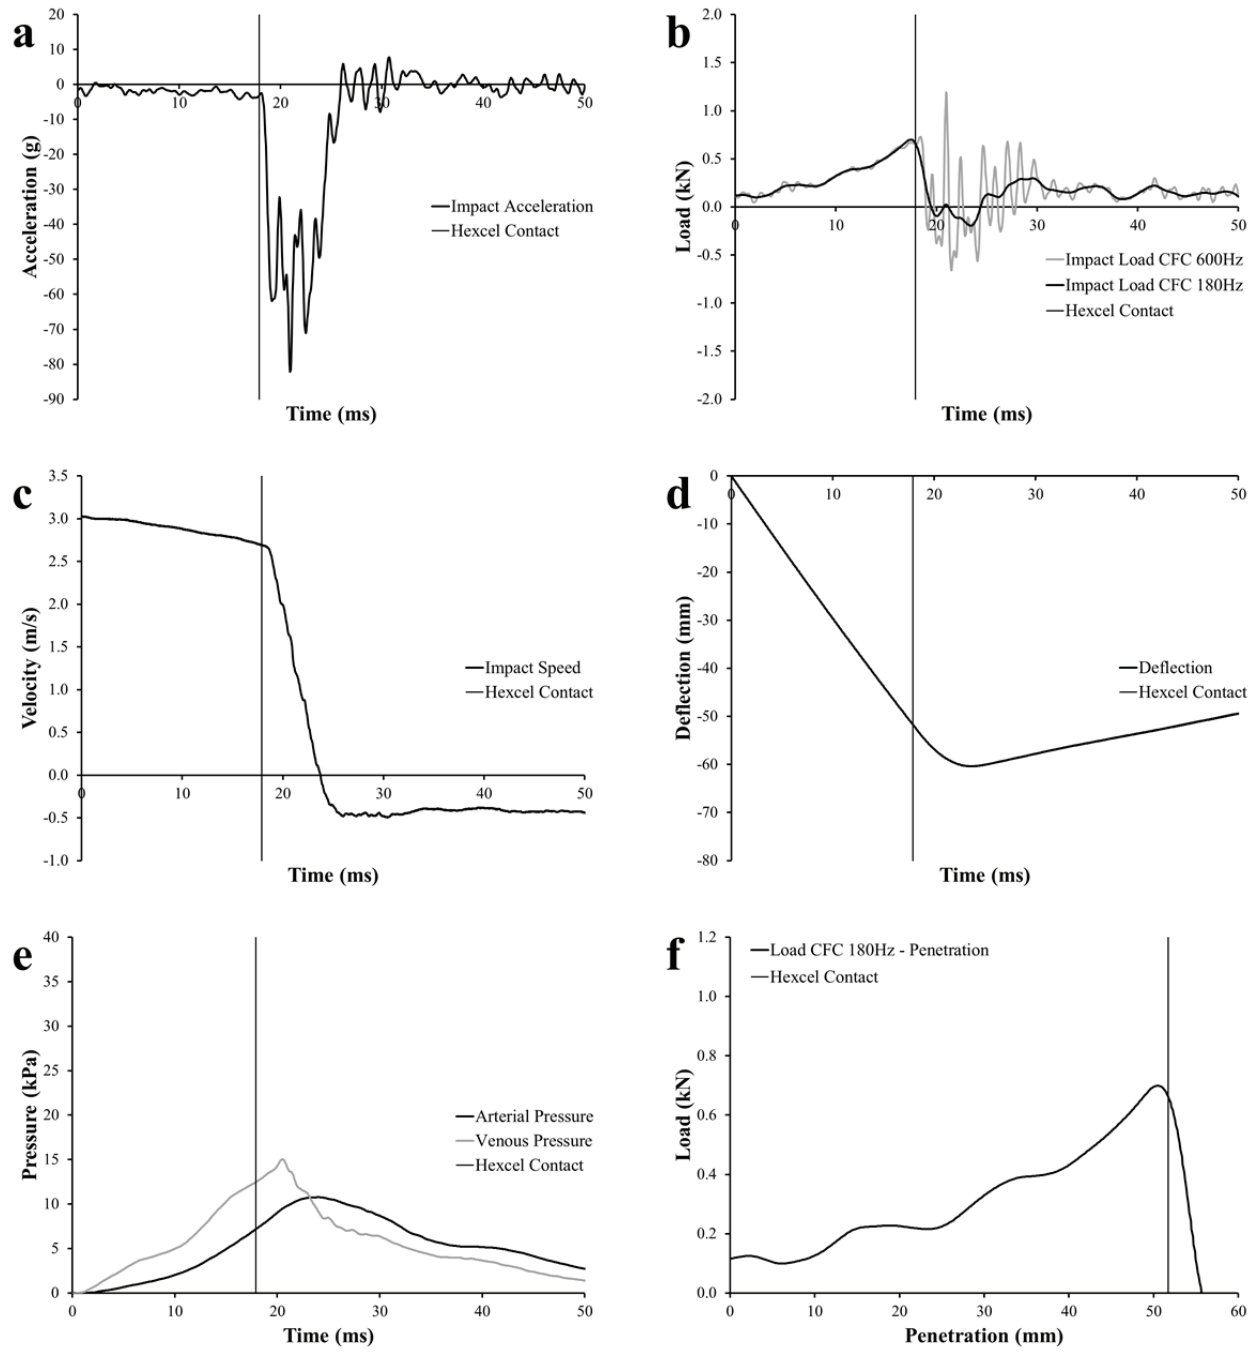 a
20
10
0
-10
-20
-30
-40
-50
-60
-70
-80
-90
0 10 20 30 40 50
Acceleration (g)
Impact Acceleration
Hexcel Contact
Time (ms)
b
2.0
1.5
1.0
0.5
0.0
-0.5
-1.0
-1.5
-2.0
0 10 20 30 40 50
Load (kN)
Impact Load CFC 600Hz
Impact Load CFC 180Hz
Hexcel Contact
Time (ms)
c
3.5
3.0
2.5
2.0
1.5
1.0
0.5
0.0
-0.5
-1.0
0 10 20 30 40 50
Velocity (m/s)
Impact Speed
Hexcel Contact
Time (ms)
d
0
-10
-20
-30
-40
-50
-60
-70
-80
0 10 20 30 40 50
Deflection (mm)
Deflection
Hexcel Contact
Time (ms)
e
40
35
30
25
20
15
10
5
0
0 10 20 30 40 50
Pressure (kPa)
Arterial Pressure
Venous Pressure
Hexcel Contact
Time (ms)
f
1.2
1.0
0.8
0.6
0.4
0.2
0.0
0 10 20 30 40 50 60
Load (kN)
Load CFC 180Hz - Penetration
Hexcel Contact
Penetration (mm)